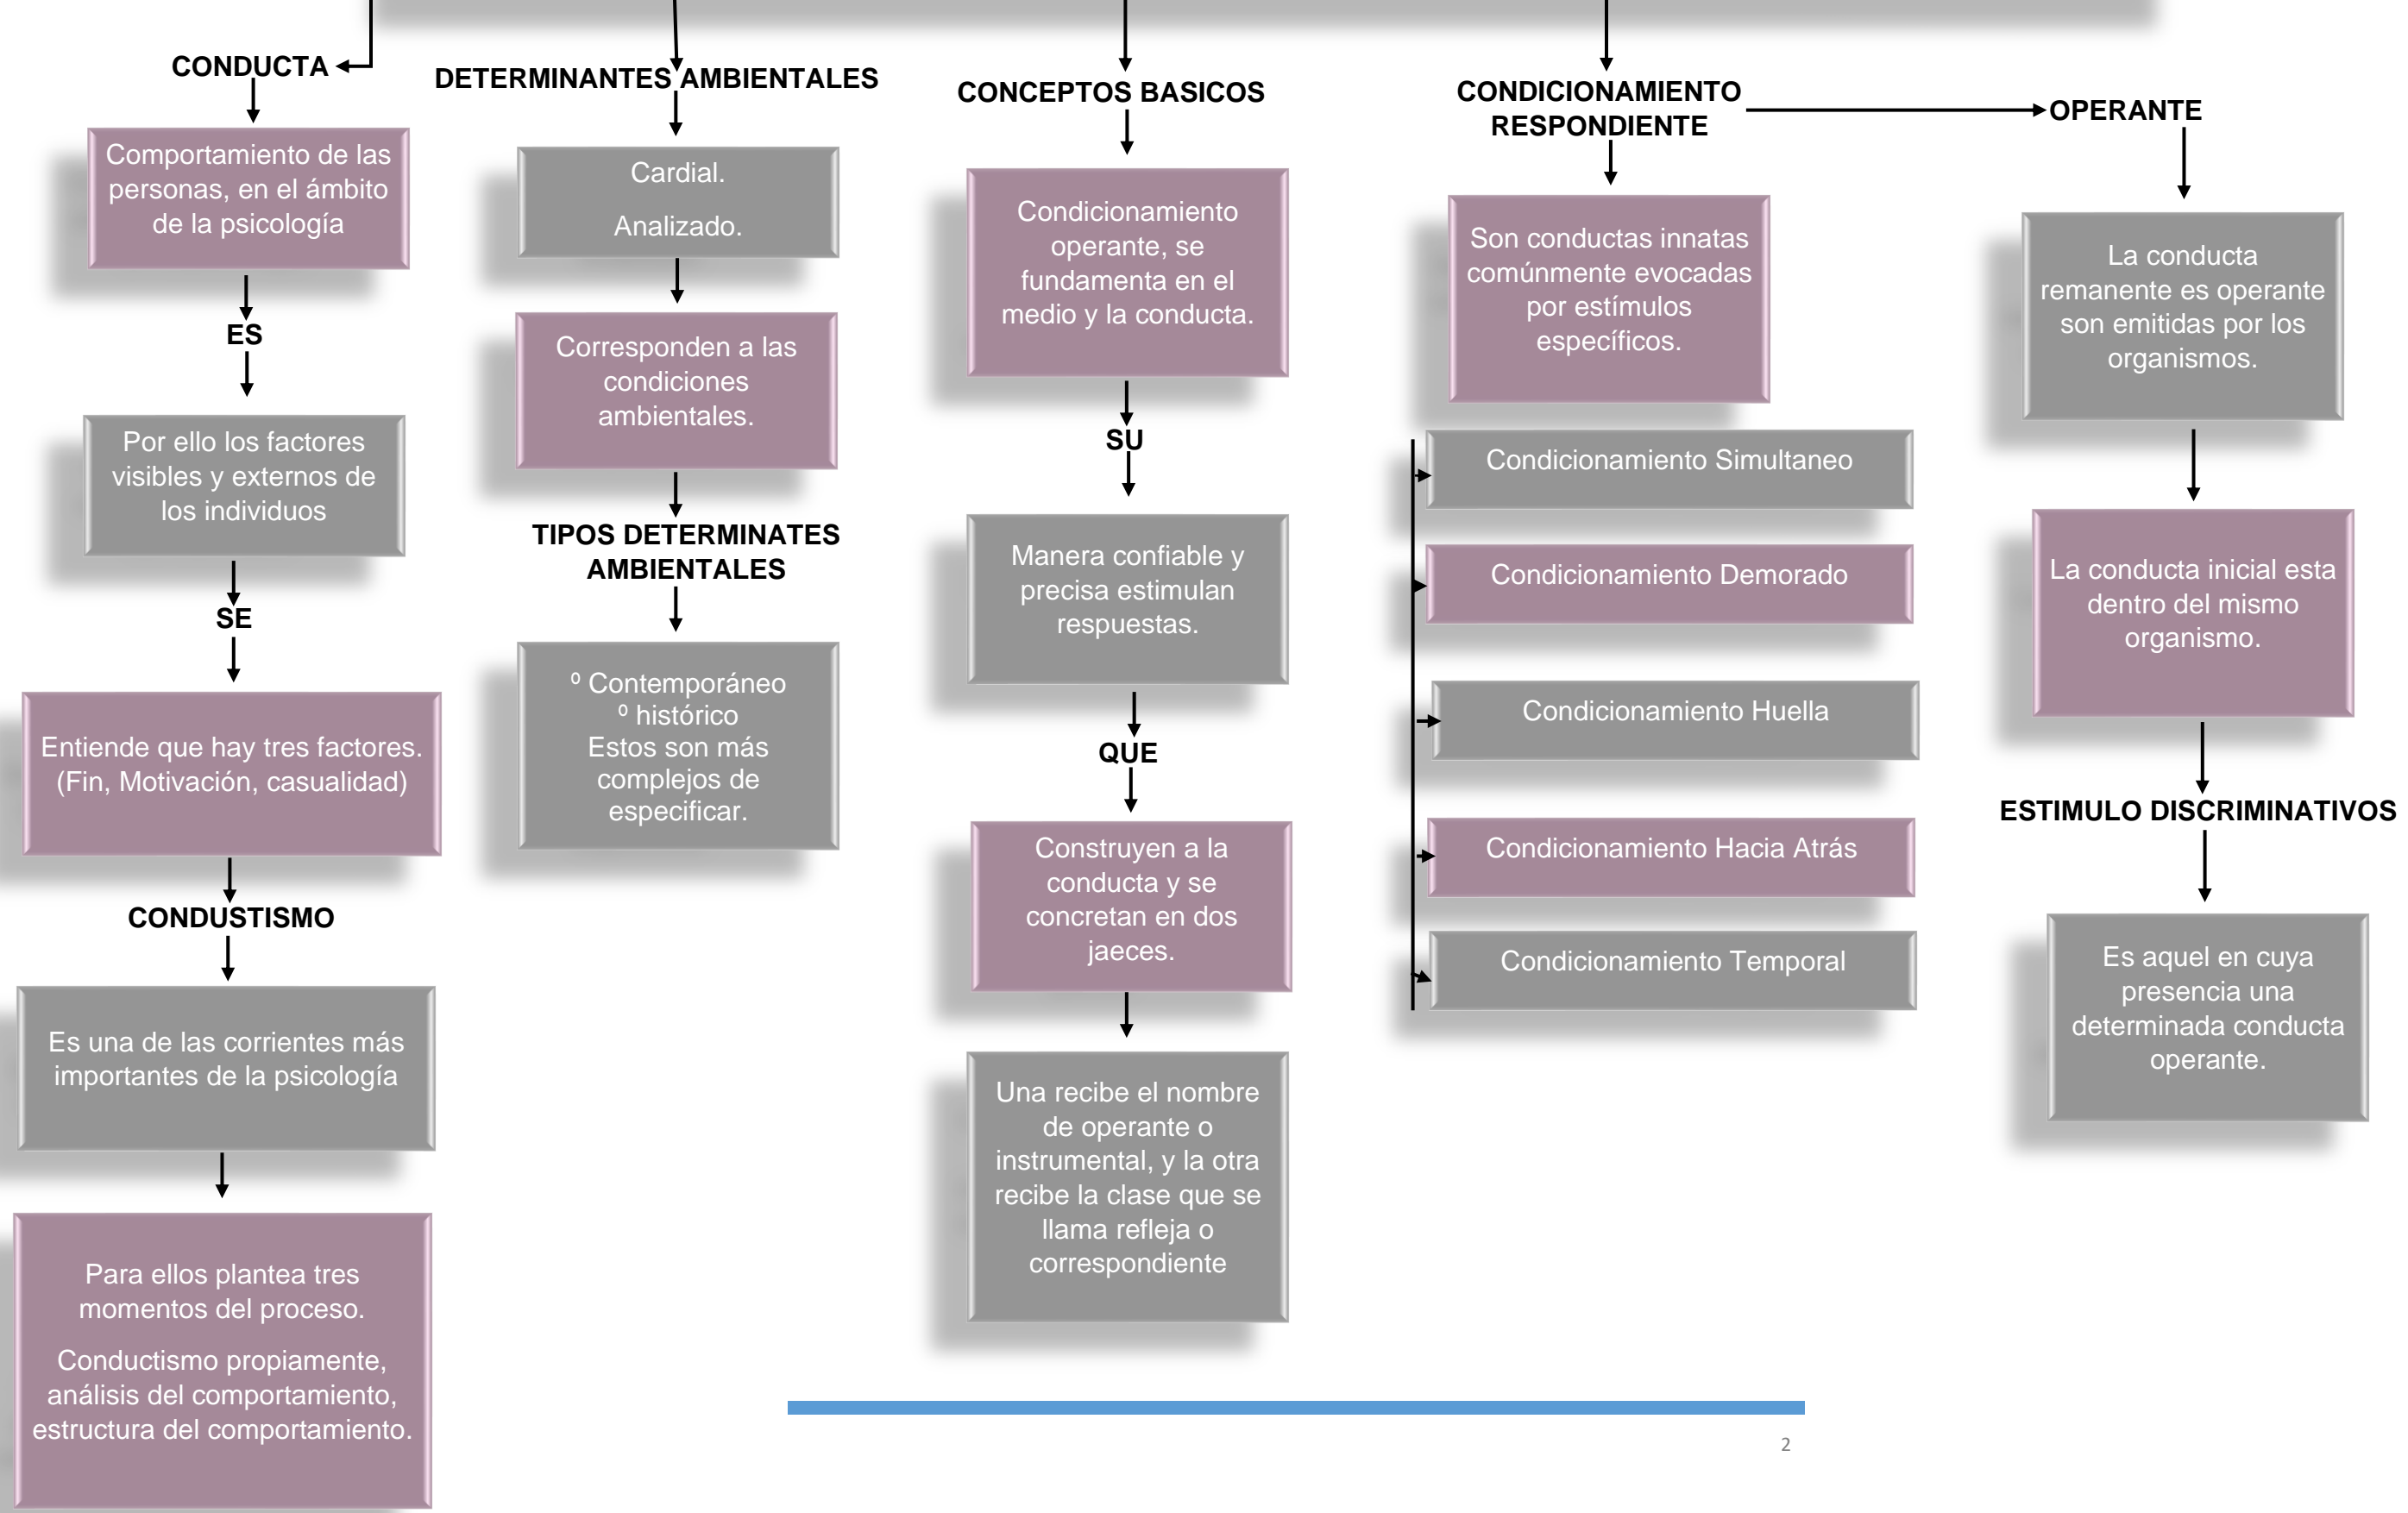 CONDUCTA
Comportamiento de las
personas, en el ámbito
de la psicología
ES
Por ello los factores
visibles y externos de
los individuos
SE
Entiende que hay tres factores.
(Fin, Motivación, casualidad)
CONDUSTISMO
Es una de las corrientes más
importantes de la psicología
Para ellos plantea tres
momentos del proceso.
Conductismo propiamente,
análisis del comportamiento,
estructura del comportamiento.
DETERMINANTES AMBIENTALES
Cardial.
Analizado.
Corresponden a las
condiciones
ambientales.
TIPOS DETERMINATES
AMBIENTALES
º Contemporáneo
º histórico
Estos son más
complejos de
especificar.
CONCEPTOS BASICOS
Condicionamiento
operante, se
fundamenta en el
medio y la conducta.
SU
Manera confiable y
precisa estimulan
respuestas.
QUE
Construyen a la
conducta y se
concretan en dos
jaeces.
Una recibe el nombre
de operante o
instrumental, y la otra
recibe la clase que se
llama refleja o
correspondiente
CONDICIONAMIENTO
RESPONDIENTE
Son conductas innatas
comúnmente evocadas
por estímulos
específicos.
Condicionamiento Simultaneo
Condicionamiento Demorado
Condicionamiento Huella
Condicionamiento Hacia Atrás
Condicionamiento Temporal
OPERANTE
La conducta
remanente es operante
son emitidas por los
organismos.
La conducta inicial esta
dentro del mismo
organismo.
ESTIMULO DISCRIMINATIVOS
Es aquel en cuya
presencia una
determinada conducta
operante.
2